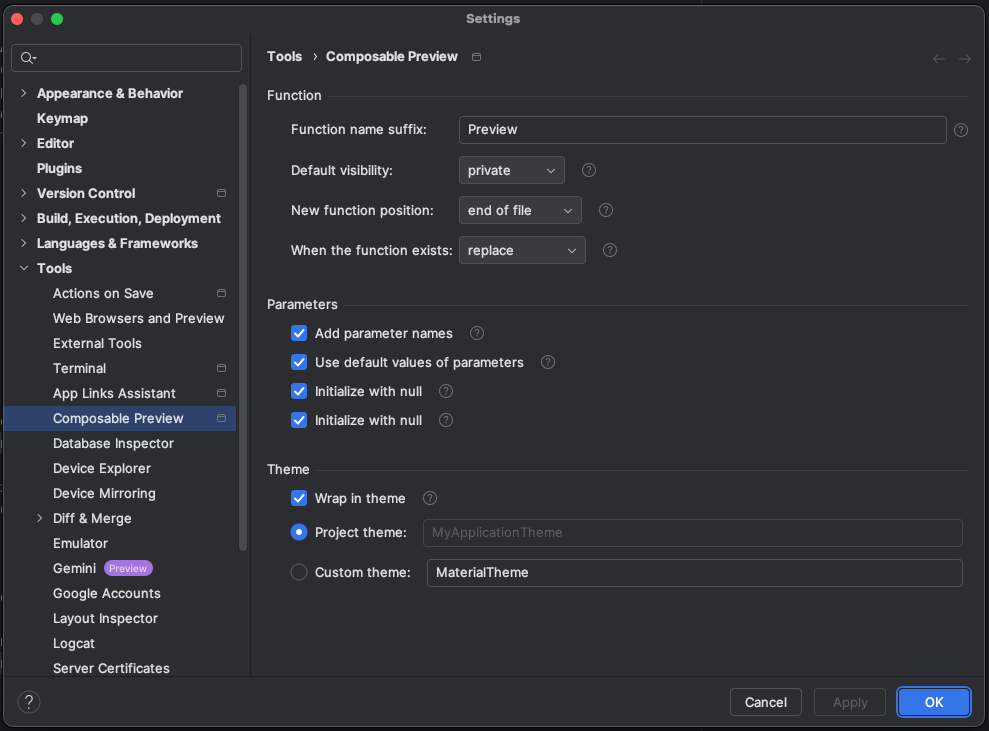 Settings
Appearance & Behavior
Keymap
Editor
Plugins
Version Control
Build, Execution, Deployment
Languages & Frameworks
Tools
Actions on Save
Web Browsers and Preview
External Tools
Terminal
App Links Assistant
Composable Preview
Database Inspector
Device Explorer
Device Mirroring
Diff & Merge
Emulator
Gemini Preview
Google Accounts
Layout Inspector
Logcat
Server Certificates
Tools › Composable Preview
Function
Function name suffix: Preview ?
Default visibility: private ?
New function position: end of file ?
When the function exists: replace ?
Parameters
Add parameter names ?
Use default values of parameters ?
Initialize with null ?
Initialize with null ?
Theme
Wrap in theme ?
Project theme: MyApplicationTheme
Custom theme: MaterialTheme
? Cancel Apply OK